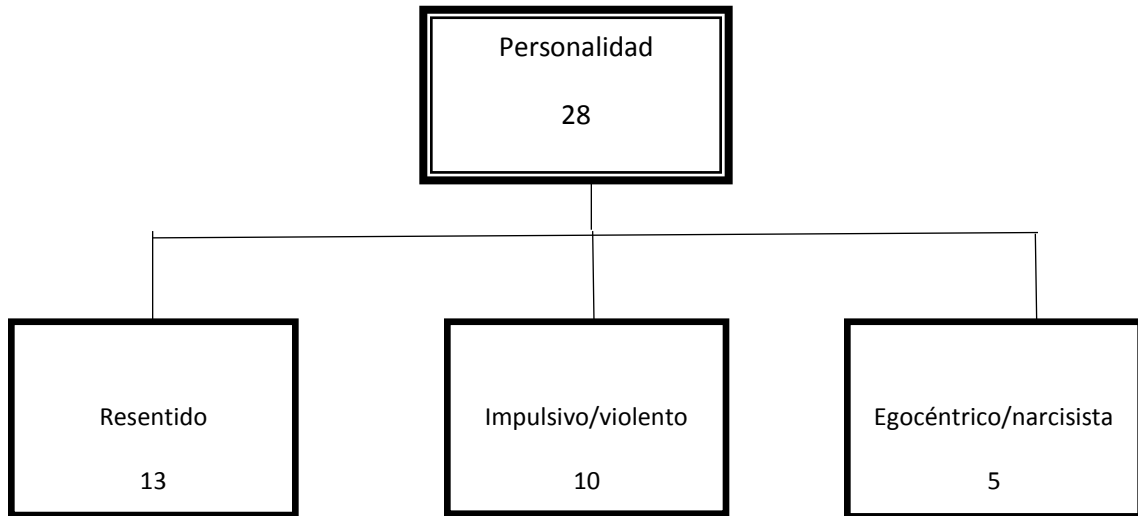 Personalidad
28
Resentido
13
Impulsivo/violento
10
Egocéntrico/narcisista
5